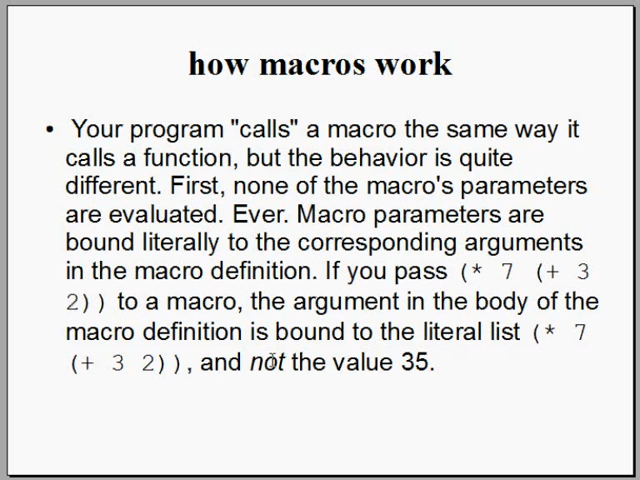 how macros work
• Your program "calls" a macro the same way it
calls a function, but the behavior is quite
different. First, none of the macro's parameters
are evaluated. Ever. Macro parameters are
bound literally to the corresponding arguments
in the macro definition. If you pass (* 7 (+ 3
2)) to a macro, the argument in the body of the
macro definition is bound to the literal list (* 7
(+ 3 2)), and not the value 35.